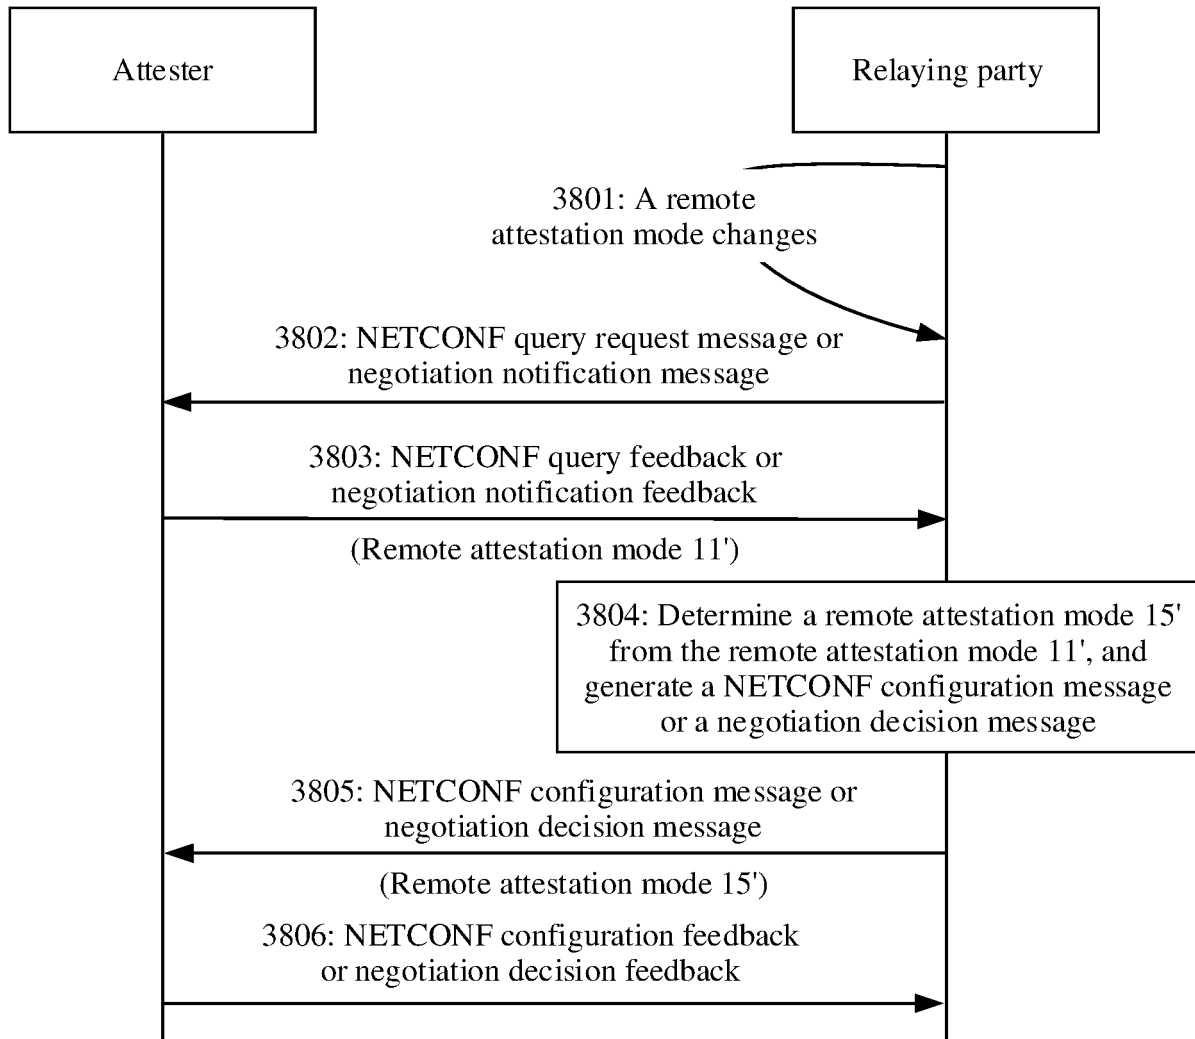 Attester
Relaying party
3801: A remote
attestation mode changes
3802: NETCONF query request message or
negotiation notification message
3803: NETCONF query feedback or
negotiation notification feedback
(Remote attestation mode 11')
3804: Determine a remote attestation mode 15'
from the remote attestation mode 11', and
generate a NETCONF configuration message
or a negotiation decision message
3805: NETCONF configuration message or
negotiation decision message
(Remote attestation mode 15')
3806: NETCONF configuration feedback
or negotiation decision feedback